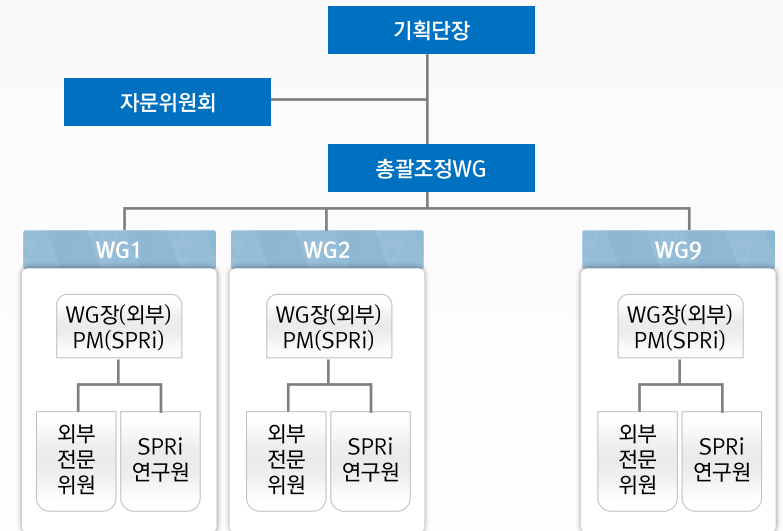 기획단장
자문위원회
총괄조정WG
WG1
WG장(외부)
PM(SPRi)
외부
전문
위원
SPRi
연구원
WG2
WG장(외부)
PM(SPRi)
외부
전문
위원
SPRi
연구원
WG9
WG장(외부)
PM(SPRi)
외부
전문
위원
SPRi
연구원